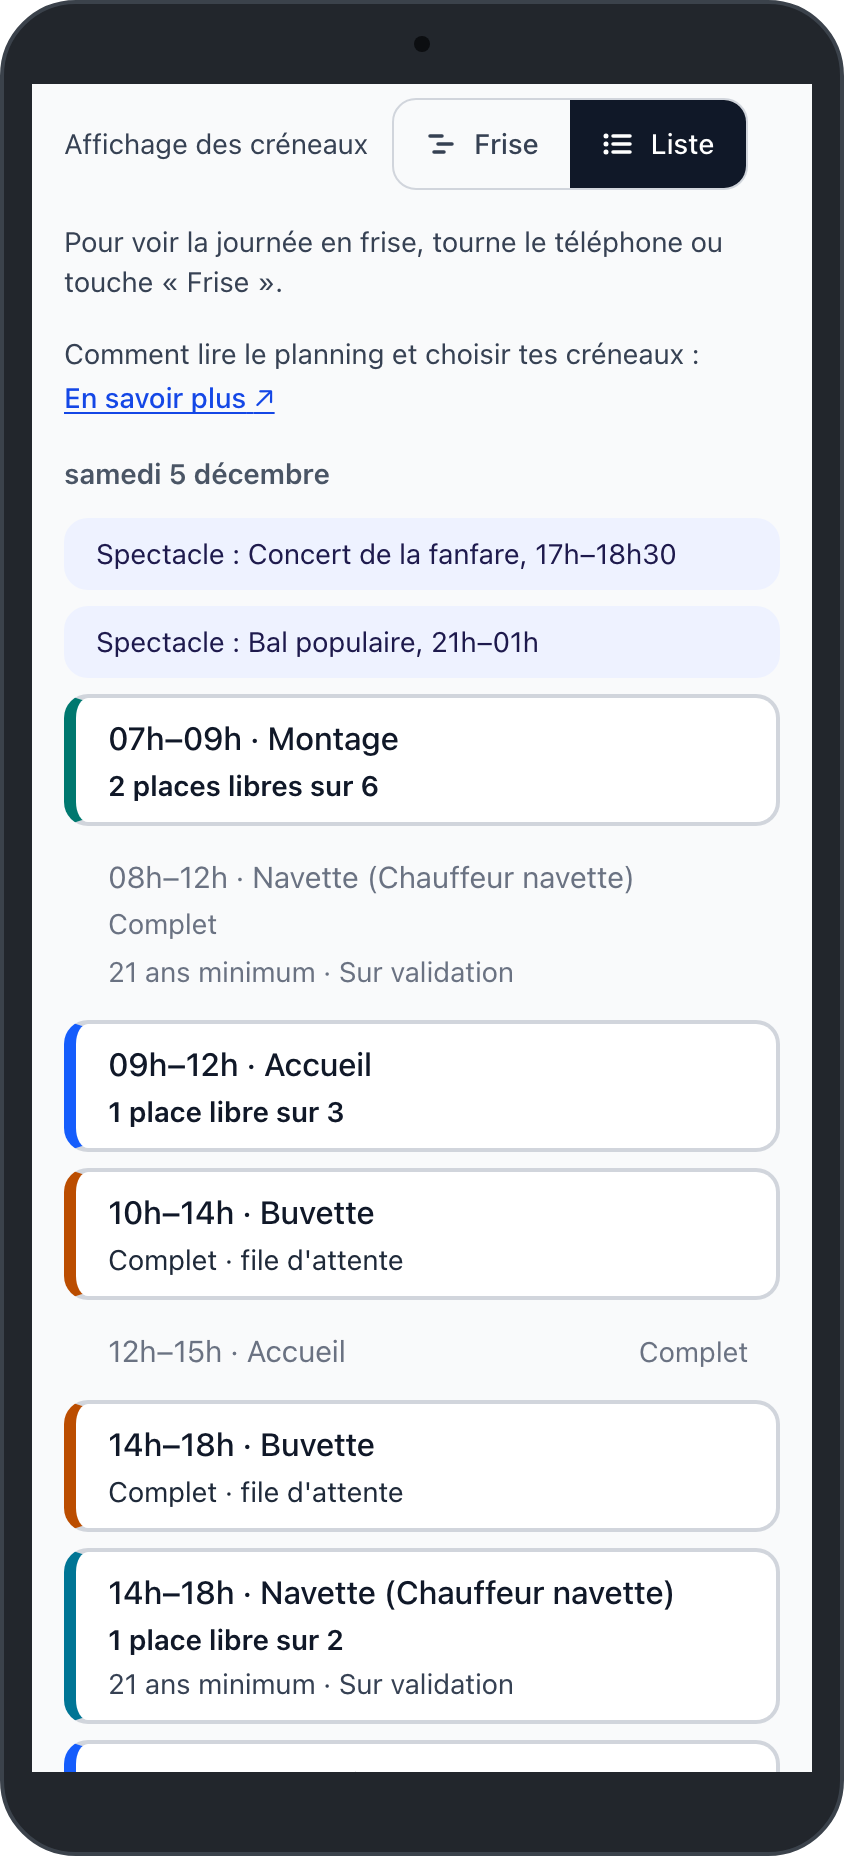 Affichage des créneaux
Frise
Liste
Pour voir la journée en frise, tourne le téléphone ou
touche « Frise ».
Comment lire le planning et choisir tes créneaux :
En savoir plus ↗
samedi 5 décembre
Spectacle : Concert de la fanfare, 17h–18h30
Spectacle : Bal populaire, 21h–01h
07h–09h · Montage
2 places libres sur 6
08h–12h · Navette (Chauffeur navette)
Complet
21 ans minimum · Sur validation
09h–12h · Accueil
1 place libre sur 3
10h–14h · Buvette
Complet · file d'attente
12h–15h · Accueil Complet
14h–18h · Buvette
Complet · file d'attente
14h–18h · Navette (Chauffeur navette)
1 place libre sur 2
21 ans minimum · Sur validation